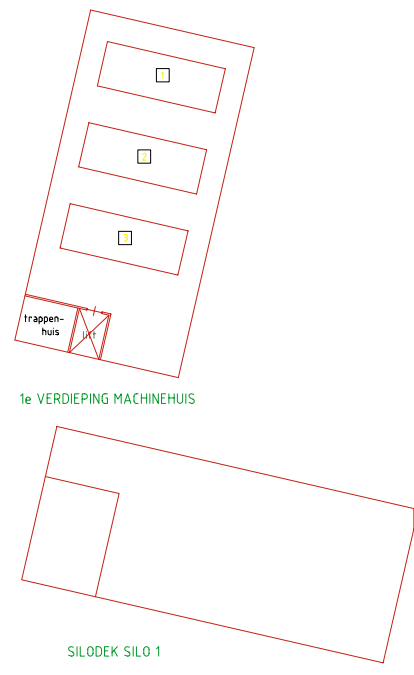 1
2
3
trappen-
huis
lift
1e VERDIEPING MACHINEHUIS
SILODEK SILO 1